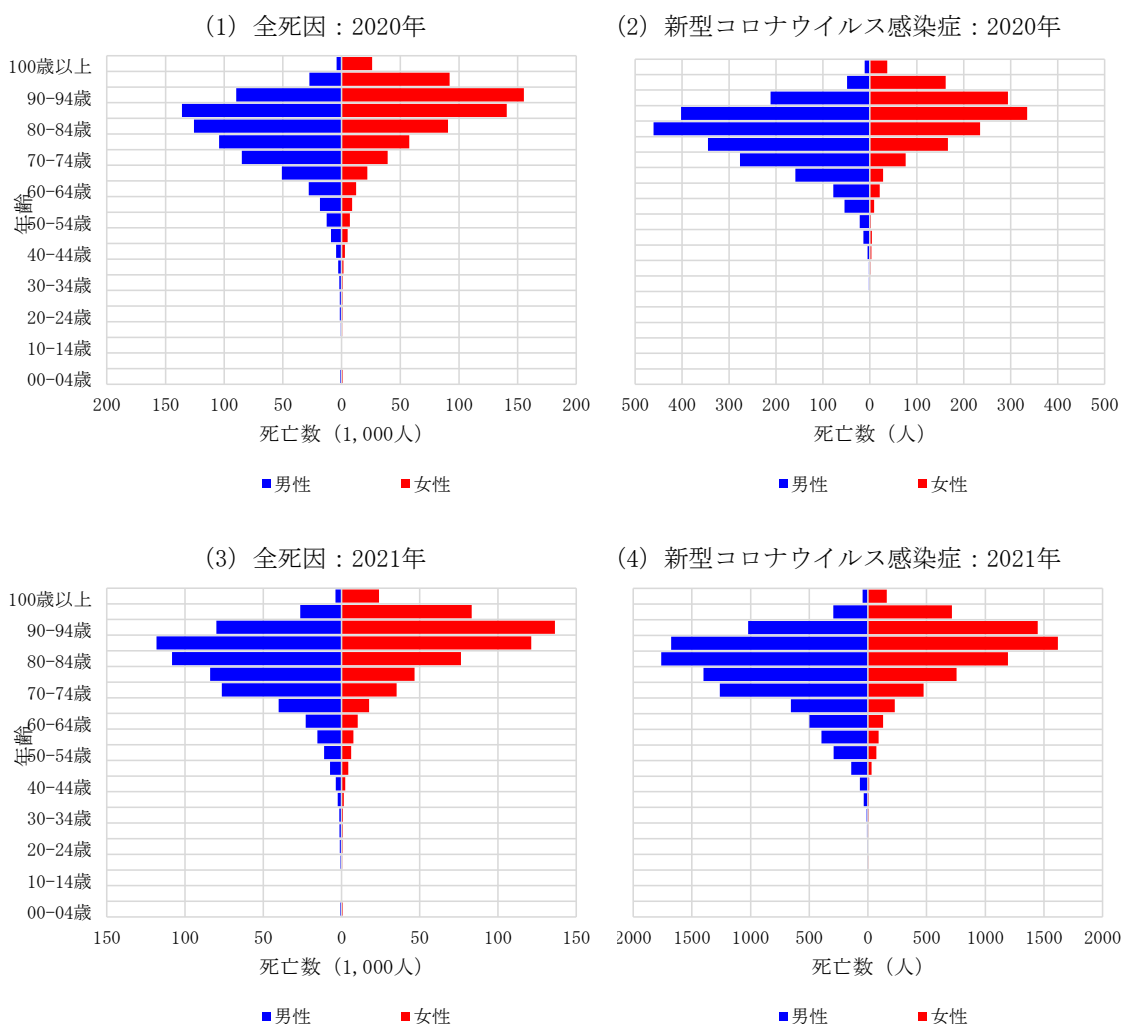 (1) 全死因：2020年
100歳以上
90-94歳
80-84歳
70-74歳
60-64歳
50-54歳
40-44歳
30-34歳
20-24歳
10-14歳
00-04歳
年齢
200 150 100 50 0 50 100 150 200
死亡数（1,000人）
男性 女性
(2) 新型コロナウイルス感染症：2020年
500 400 300 200 100 0 100 200 300 400 500
死亡数（人）
男性 女性
(3) 全死因：2021年
100歳以上
90-94歳
80-84歳
70-74歳
60-64歳
50-54歳
40-44歳
30-34歳
20-24歳
10-14歳
00-04歳
年齢
150 100 50 0 50 100 150
死亡数（1,000人）
男性 女性
(4) 新型コロナウイルス感染症：2021年
2000 1500 1000 500 0 500 1000 1500 2000
死亡数（人）
男性 女性